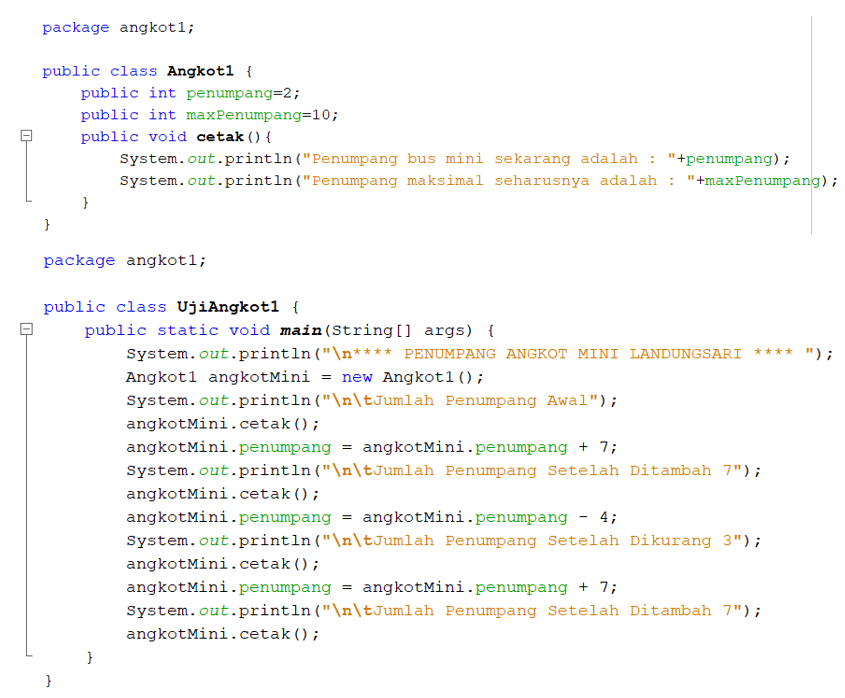 package angkot1;
public class Angkot1 {
public int penumpang=2;
public int maxPenumpang=10;
public void cetak(){
System.out.println("Penumpang bus mini sekarang adalah : "+penumpang);
System.out.println("Penumpang maksimal seharusnya adalah : "+maxPenumpang);
}
}
package angkot1;
public class UjiAngkot1 {
public static void main(String[] args) {
System.out.println("\n**** PENUMPANG ANGKOT MINI LANDUNGSARI **** ");
Angkot1 angkotMini = new Angkot1();
System.out.println("\n\tJumlah Penumpang Awal");
angkotMini.cetak();
angkotMini.penumpang = angkotMini.penumpang + 7;
System.out.println("\n\tJumlah Penumpang Setelah Ditambah 7");
angkotMini.cetak();
angkotMini.penumpang = angkotMini.penumpang - 4;
System.out.println("\n\tJumlah Penumpang Setelah Dikurang 3");
angkotMini.cetak();
angkotMini.penumpang = angkotMini.penumpang + 7;
System.out.println("\n\tJumlah Penumpang Setelah Ditambah 7");
angkotMini.cetak();
}
}